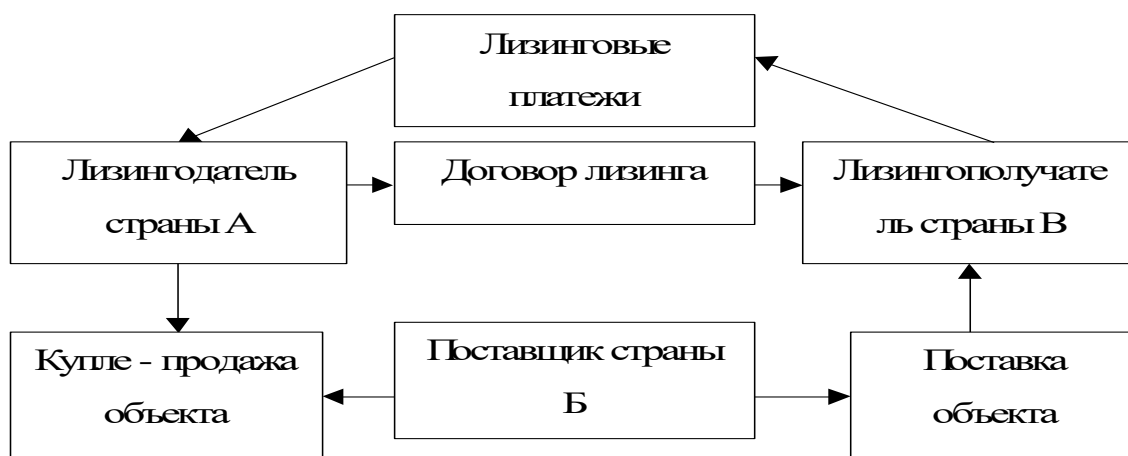 Лизинговые
платежи
Лизингодатель
страны А
Договор лизинга
Лизингополучате
ль страны В
Купле - продажа
объекта
Поставщик страны
Б
Поставка
объекта